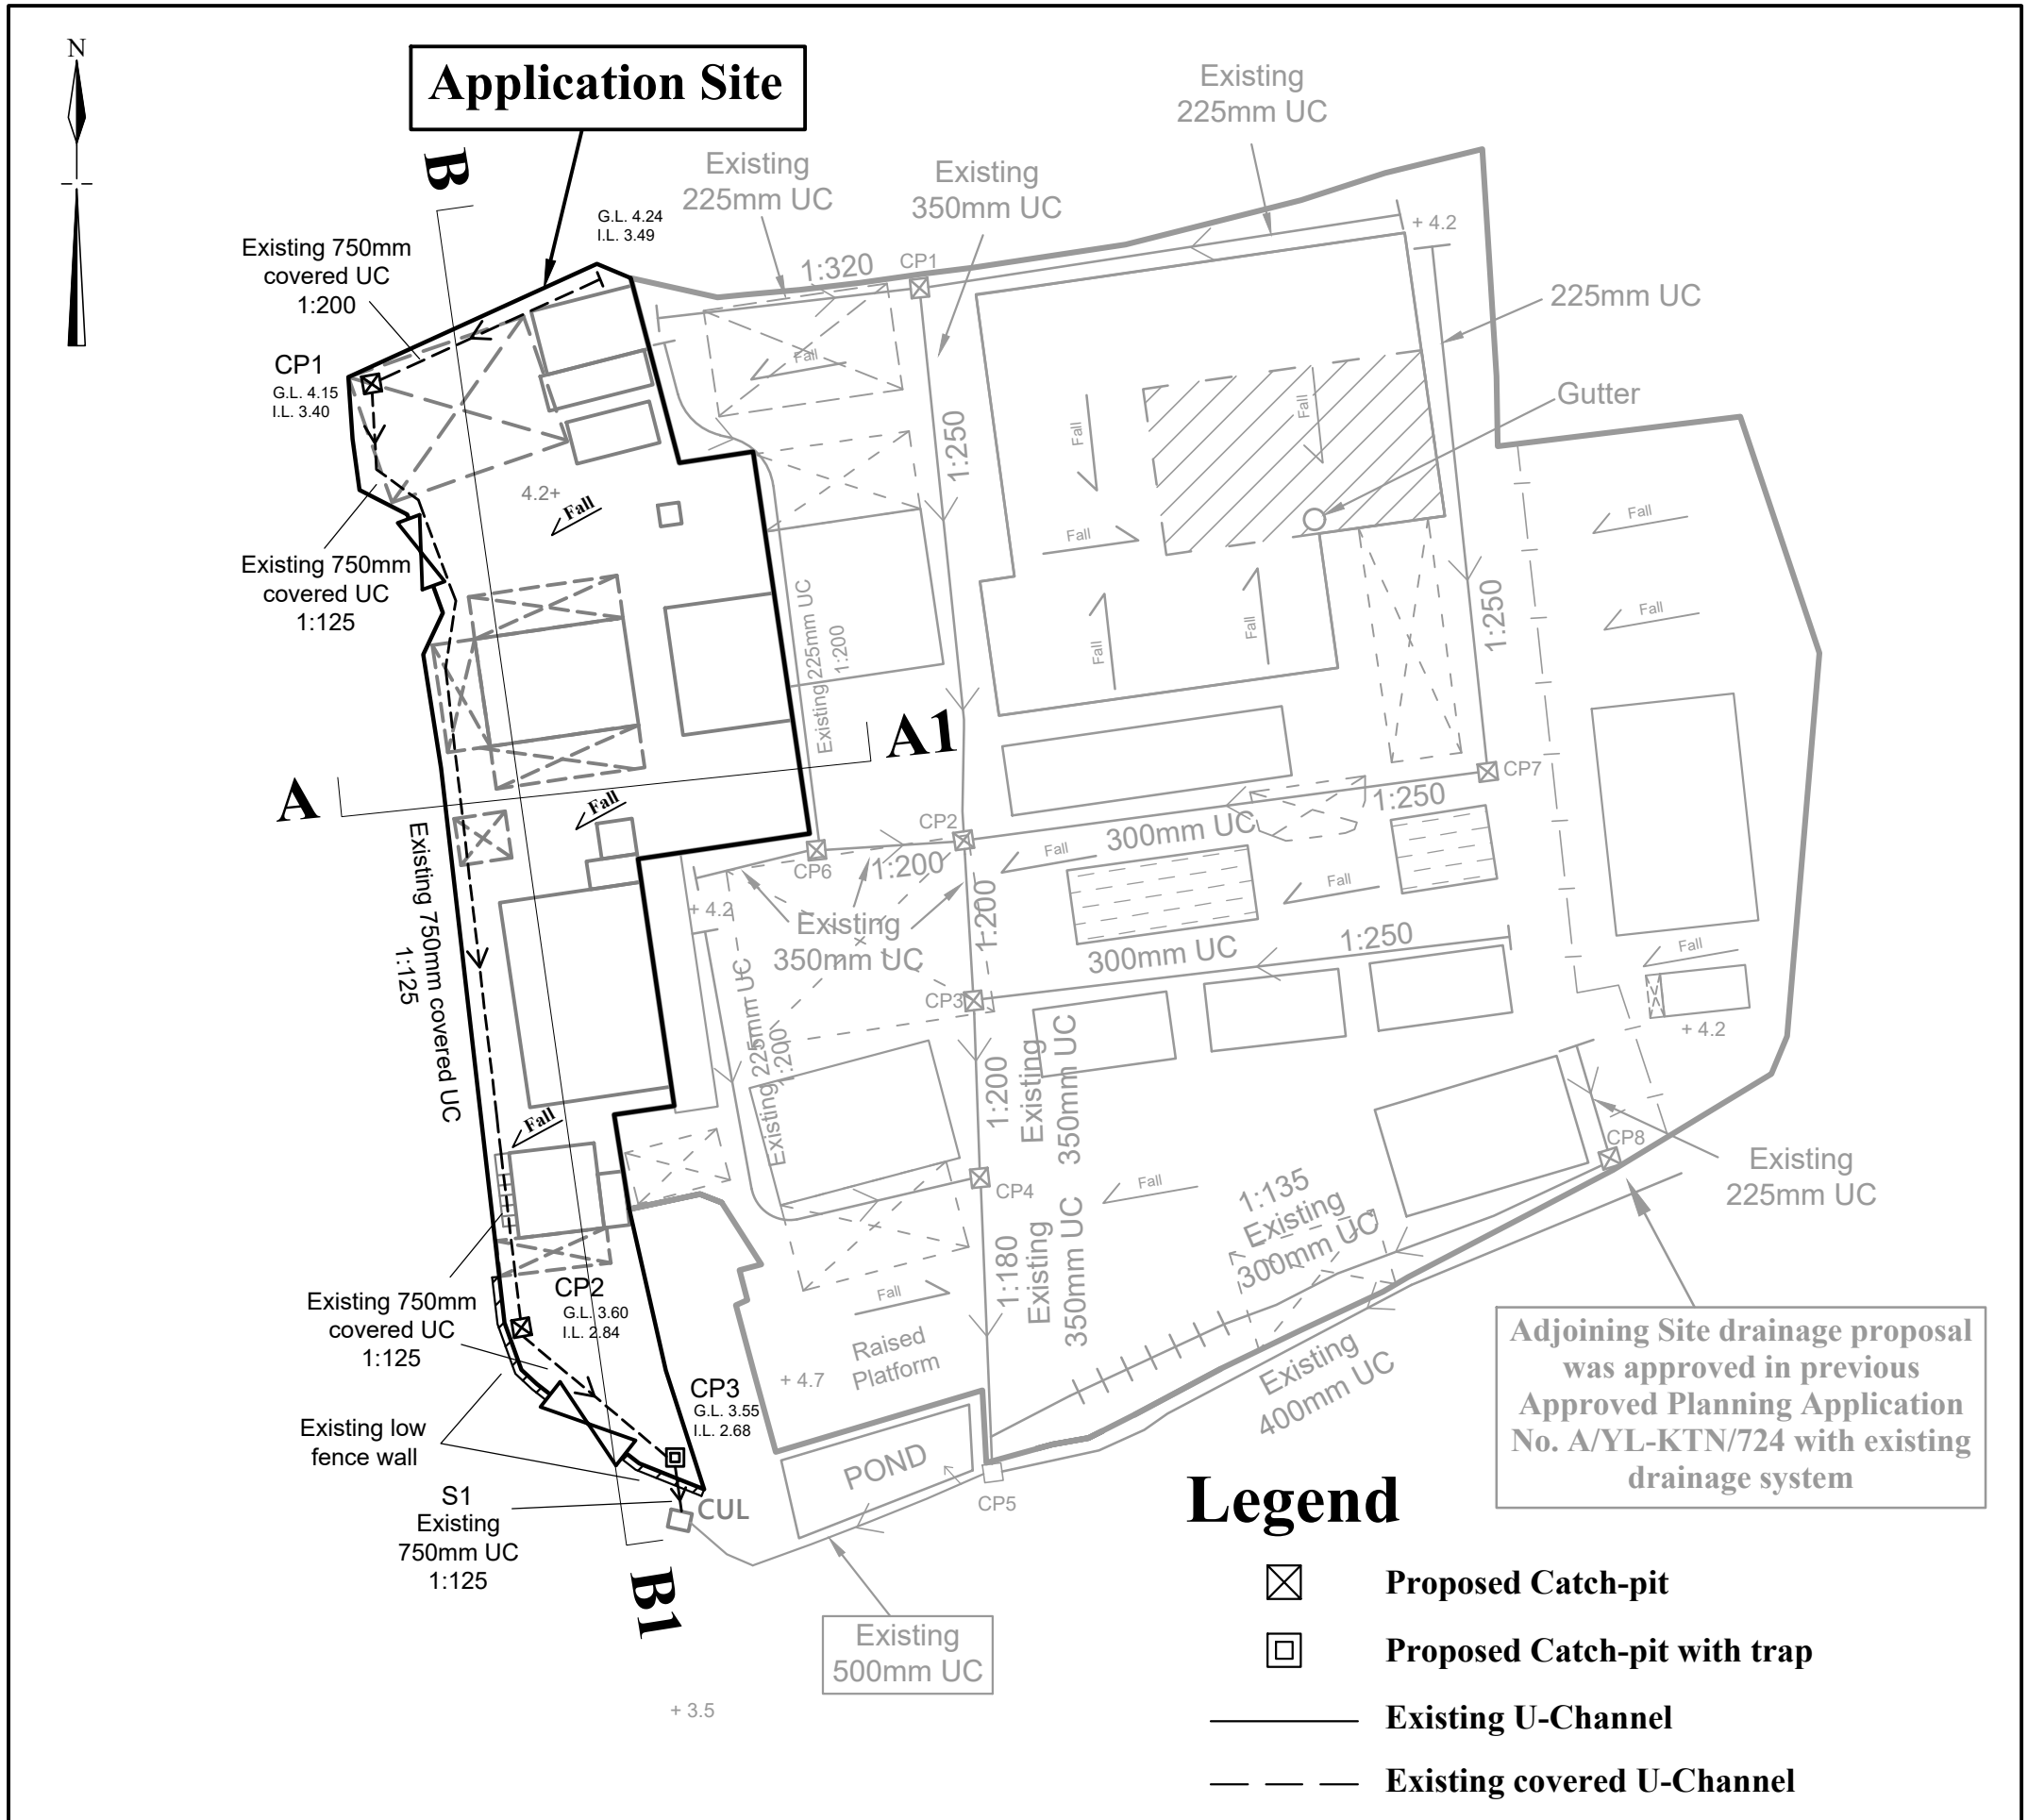 N
Application Site
B
G.L. 4.24
I.L. 3.49
Existing 750mm
covered UC
1:200
CP1
G.L. 4.15
I.L. 3.40
Existing 750mm
covered UC
1:125
4.2+
Fall
A
A1
Fall
Existing 750mm covered UC
1:125
Fall
Existing 750mm
covered UC
1:125
CP2
G.L. 3.60
I.L. 2.84
Existing low
fence wall
CP3
G.L. 3.55
I.L. 2.68
S1
Existing
750mm UC
1:125
CUL
B1
Existing
225mm UC
Existing
350mm UC
Existing
225mm UC
+ 4.2
1:320
CP1
225mm UC
Fall
1:250
Fall
Fall
Gutter
Fall
Fall
Fall
Fall
Fall
Fall
1:250
Existing 225mm UC
1:200
CP7
1:250
300mm UC
CP2
CP6
1:200
Fall
Fall
+ 4.2
Existing
350mm UC
1:200
1:250
300mm UC
Fall
CP3
+ 4.2
Existing 225mm UC
1:200
1:200
Existing
350mm UC
CP4
Fall
CP8
Existing
225mm UC
1:135
Existing
300mm UC
1:180
Existing
350mm UC
Fall
Raised
Platform
+ 4.7
Existing
400mm UC
POND
CP5
Adjoining Site drainage proposal
was approved in previous
Approved Planning Application
No. A/YL-KTN/724 with existing
drainage system
Existing
500mm UC
+ 3.5
Legend
Proposed Catch-pit
Proposed Catch-pit with trap
Existing U-Channel
Existing covered U-Channel